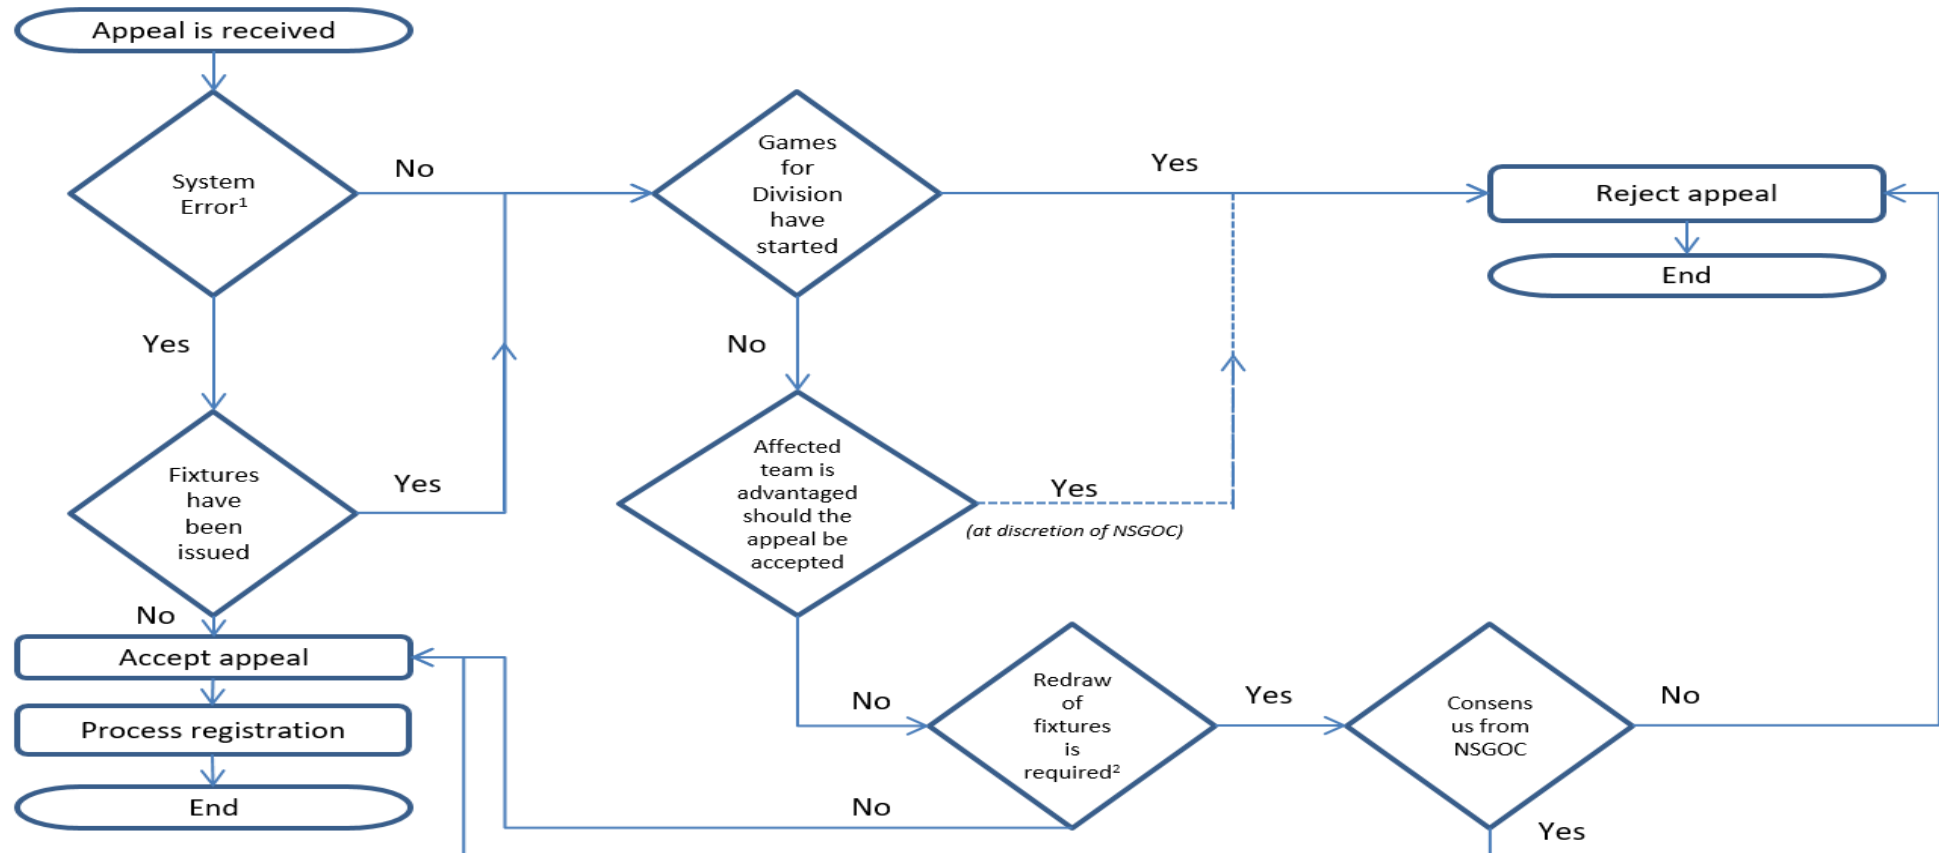 Appeal is received
System
Error¹
No
Games
for
Division
have
started
Yes
Reject appeal
End
Yes
No
Fixtures
have
been
issued
Yes
Affected
team is
advantaged
should the
appeal be
accepted
Yes
(at discretion of NSGOC)
No
Accept appeal
Process registration
End
No
Redraw
of
fixtures
is
required²
Yes
Consens
us from
NSGOC
No
No
Yes